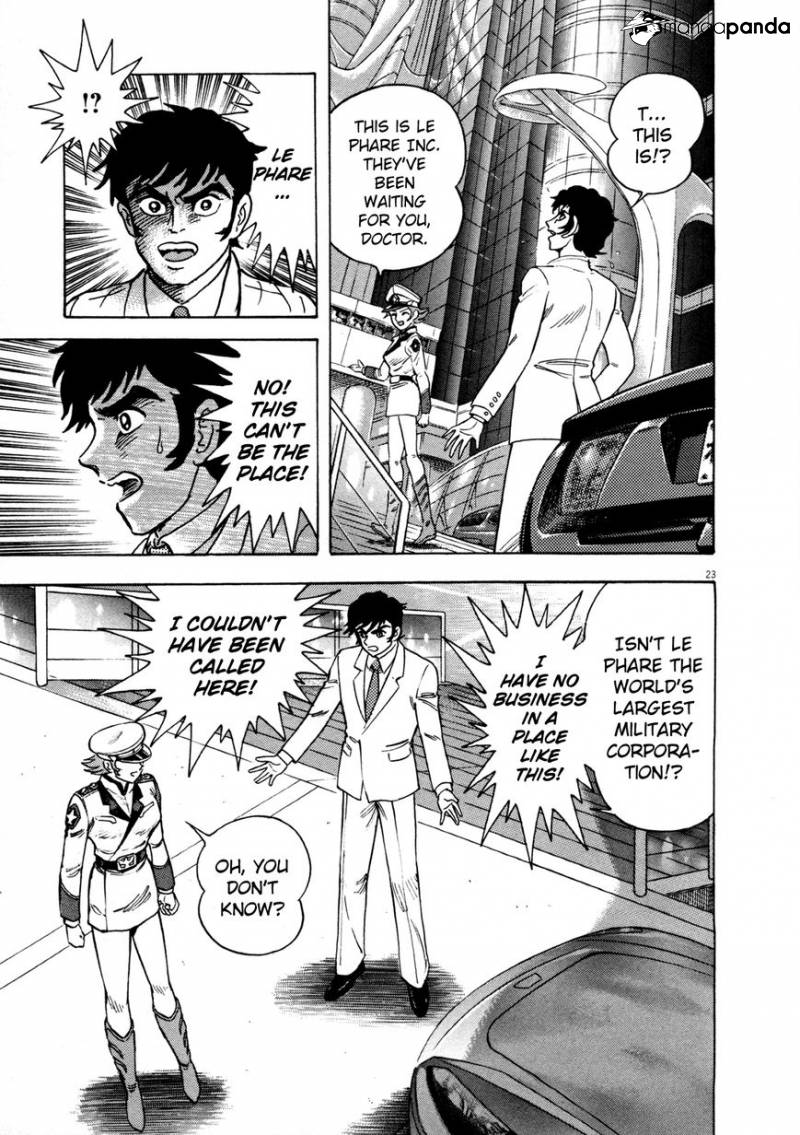 mangapanda
T...
THIS
IS!?
THIS IS LE
PHARE INC.
THEY'VE
BEEN
WAITING
FOR YOU,
DOCTOR.
!?
LE
PHARE
...
NO!
THIS
CAN'T
BE THE
PLACE!
23
ISN'T LE
PHARE THE
WORLD'S
LARGEST
MILITARY
CORPORA-
TION!?
I
HAVE NO
BUSINESS
IN A
PLACE
LIKE
THIS!
I COULDN'T
HAVE BEEN
CALLED
HERE!
OH, YOU
DON'T
KNOW?